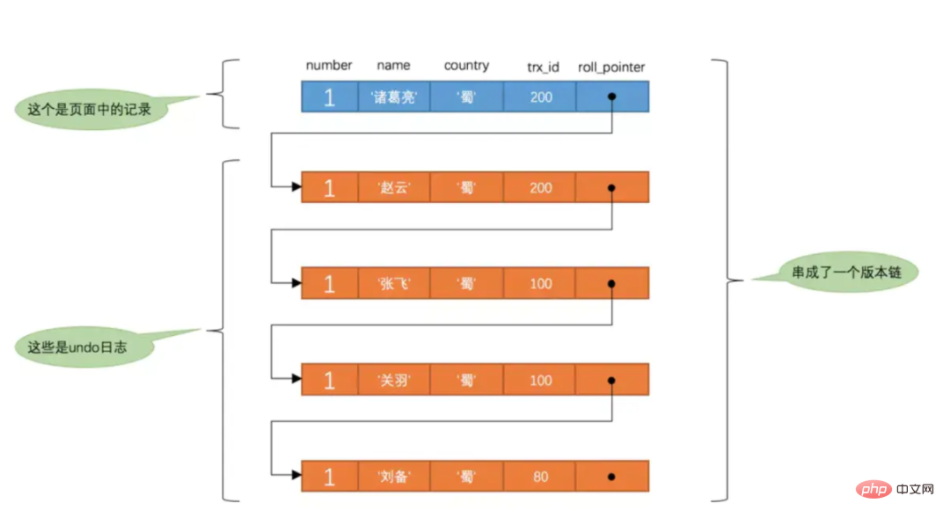 number name country trx_id roll_pointer
1 '诸葛亮' '蜀' 200
这个是页面中的记录
1 '赵云' '蜀' 200
1 '张飞' '蜀' 100
串成了一个版本链
这些是undo日志
1 '关羽' '蜀' 100
1 '刘备' '蜀' 80
php 中文网